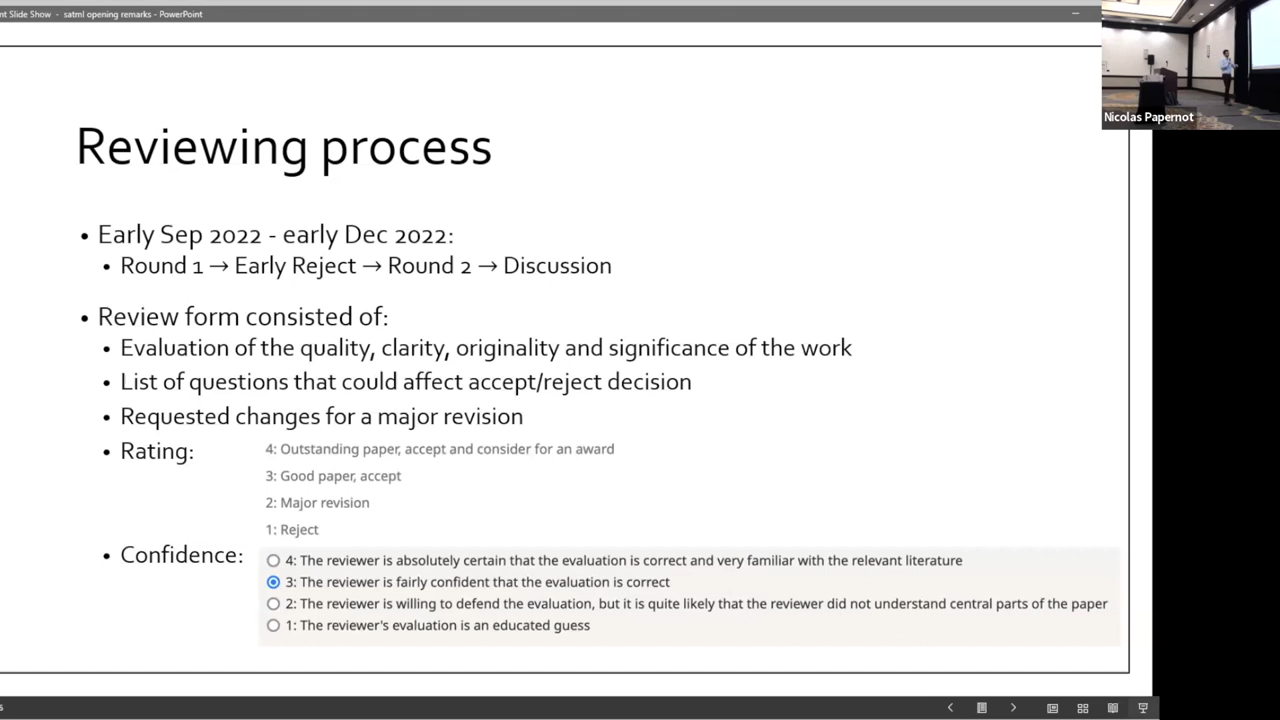 nt Slide Show - satml opening remarks - PowerPoint
Nicolas Papernot
Reviewing process
• Early Sep 2022 - early Dec 2022:
• Round 1 → Early Reject → Round 2 → Discussion
• Review form consisted of:
• Evaluation of the quality, clarity, originality and significance of the work
• List of questions that could affect accept/reject decision
• Requested changes for a major revision
• Rating:
4: Outstanding paper, accept and consider for an award
3: Good paper, accept
2: Major revision
1: Reject
• Confidence:
4: The reviewer is absolutely certain that the evaluation is correct and very familiar with the relevant literature
3: The reviewer is fairly confident that the evaluation is correct
2: The reviewer is willing to defend the evaluation, but it is quite likely that the reviewer did not understand central parts of the paper
1: The reviewer's evaluation is an educated guess